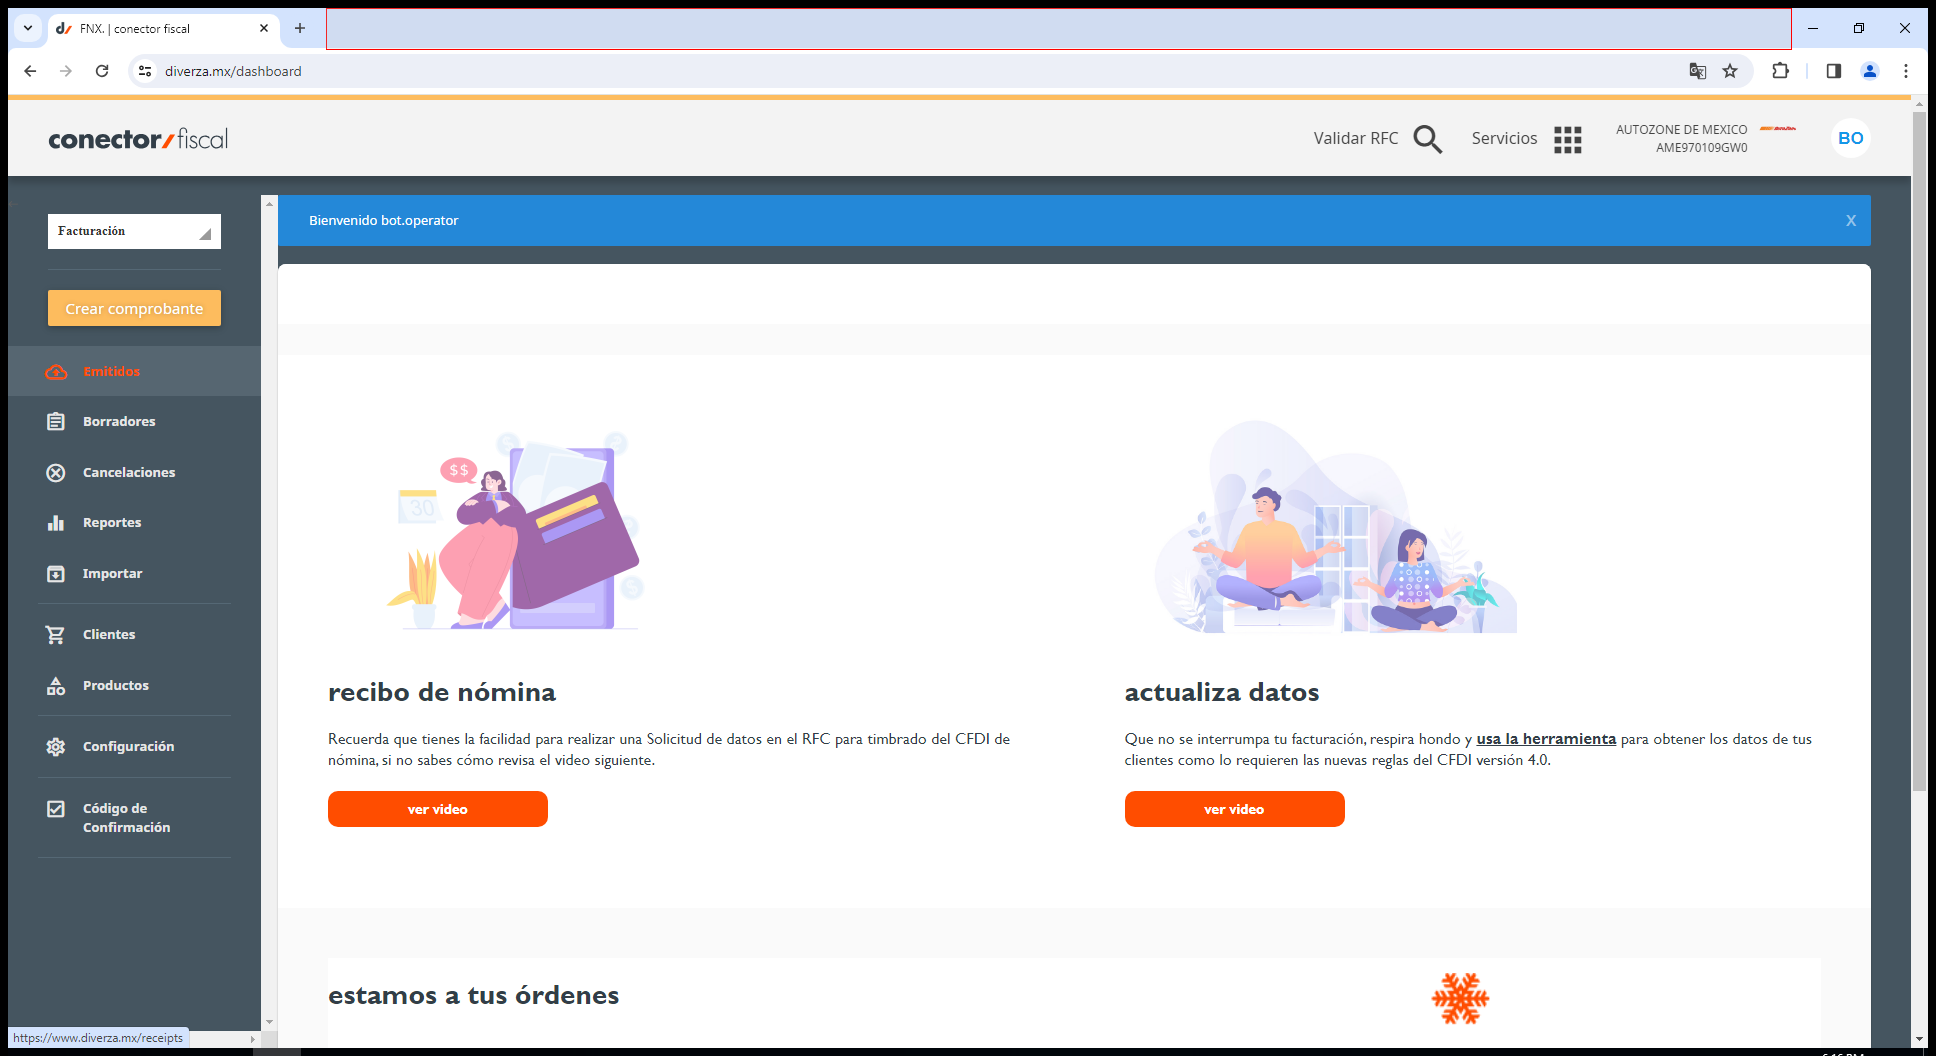 FNX. | conector fiscal
diverza.mx/dashboard
conector/fiscal
Validar RFC
Servicios
AUTOZONE DE MEXICO
AME970109GW0
BO
Facturación
Bienvenido bot.operator
X
Crear comprobante
Emitidos
Borradores
Cancelaciones
Reportes
Importar
Clientes
Productos
Configuración
Código de
Confirmación
$$
30
recibo de nómina
Recuerda que tienes la facilidad para realizar una Solicitud de datos en el RFC para timbrado del CFDI de
nómina, si no sabes cómo revisa el video siguiente.
ver video
actualiza datos
Que no se interrumpa tu facturación, respira hondo y usa la herramienta para obtener los datos de tus
clientes como lo requieren las nuevas reglas del CFDI versión 4.0.
ver video
estamos a tus órdenes
https://www.diverza.mx/receipts